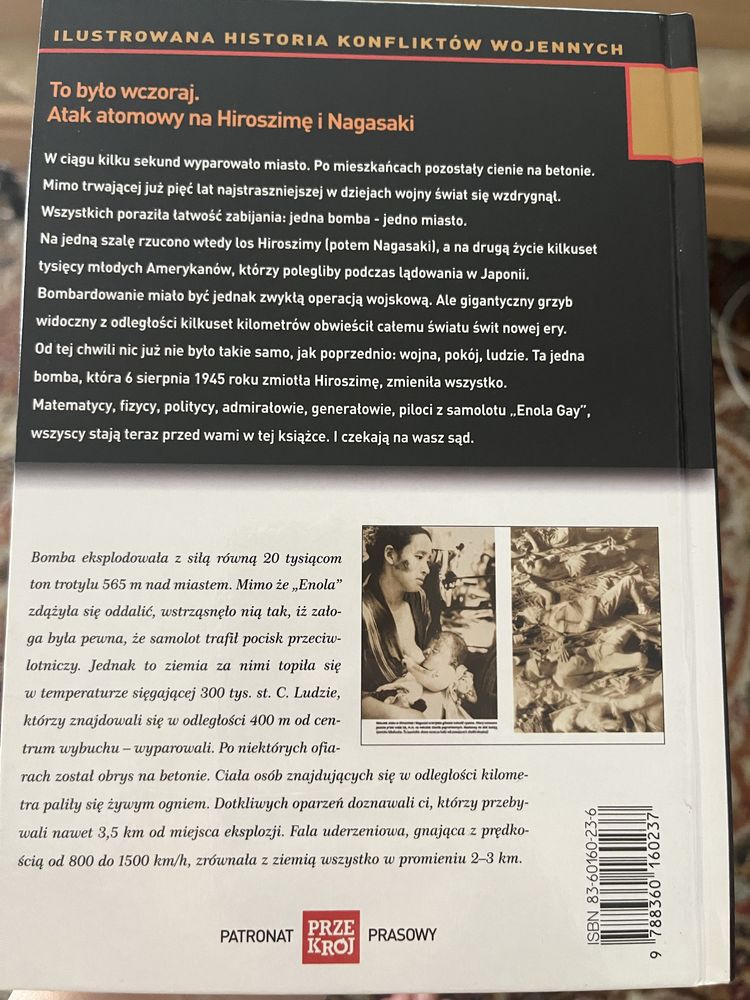 ILUSTROWANA HISTORIA KONFLIKTÓW WOJENNYCH
To było wczoraj.
Atak atomowy na Hiroszimę i Nagasaki
W ciągu kilku sekund wyparowało miasto. Po mieszkańcach pozostały cienie na betonie.
Mimo trwającej już pięć lat najstraszniejszej w dziejach wojny świat się wzdrygnął.
Wszystkich poraziła łatwość zabijania: jedna bomba - jedno miasto.
Na jedną szalę rzucono wtedy los Hiroszimy (potem Nagasaki), a na drugą życie kilkuset
tysięcy młodych Amerykanów, którzy polegliby podczas lądowania w Japonii.
Bombardowanie miało być jednak zwykłą operacją wojskową. Ale gigantyczny grzyb
widoczny z odległości kilkuset kilometrów obwieścił całemu światu świt nowej ery.
Od tej chwili nic już nie było takie samo, jak poprzednio: wojna, pokój, ludzie. Ta jedna
bomba, która 6 sierpnia 1945 roku zmiotła Hiroszimę, zmieniła wszystko.
Matematycy, fizycy, politycy, admirałowie, generałowie, piloci z samolotu „Enola Gay”,
wszyscy stają teraz przed wami w tej książce. I czekają na wasz sąd.
Bomba eksplodowała z siłą równą 20 tysiącom
ton trotylu 565 m nad miastem. Mimo że „Enola”
zdążyła się oddalić, wstrząsnęło nią tak, iż zało-
ga była pewna, że samolot trafił pocisk przeciw-
lotniczy. Jednak to ziemia za nimi topiła się
w temperaturze sięgającej 300 tys. st. C. Ludzie,
którzy znajdowali się w odległości 400 m od cen-
trum wybuchu – wyparowali. Po niektórych ofia-
rach został obrys na betonie. Ciała osób znajdujących się w odległości kilome-
tra paliły się żywym ogniem. Dotkliwych oparzeń doznawali ci, którzy przeby-
wali nawet 3,5 km od miejsca eksplozji. Fala uderzeniowa, gnająca z prędko-
ścią od 800 do 1500 km/h, zrównała z ziemią wszystko w promieniu 2–3 km.
PATRONAT PRZE KRÓJ PRASOWY
ISBN 83-60160-23-6
9 788360 160237